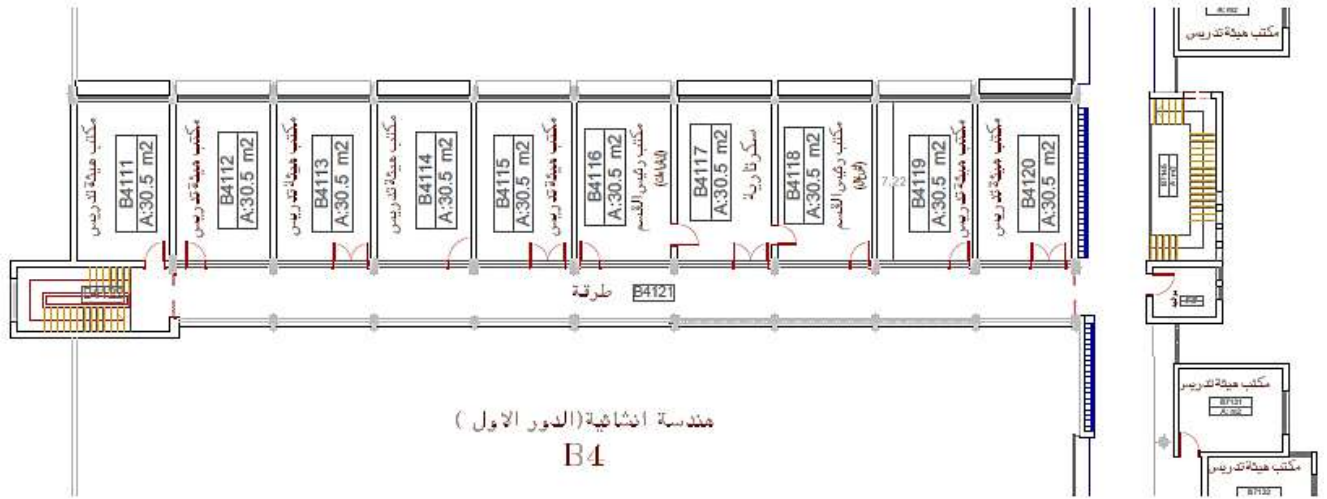 مكتب هيئة تدريس
مكتب هيئة تدريس
B4111
A:30.5 m2
مكتب هيئة تدريس
B4112
A:30.5 m2
مكتب هيئة تدريس
B4113
A:30.5 m2
مكتب هيئة تدريس
B4114
A:30.5 m2
B4115
A:30.5 m2
مكتب هيئة تدريس
B4116
A:30.5 m2
مكتب رئيس القسم
B4117
A:30.5 m2
سكرتارية
B4118
A:30.5 m2
مكتب رئيس القسم
7.22
B4119
A:30.5 m2
مكتب هيئة تدريس
مكتب هيئة تدريس
B4120
A:30.5 m2
طرقة
B4121
مكتب هيئة تدريس
B7131
A: m2
مكتب هيئة تدريس
B7132
هندسة انشائية (الدور الاول )
B4